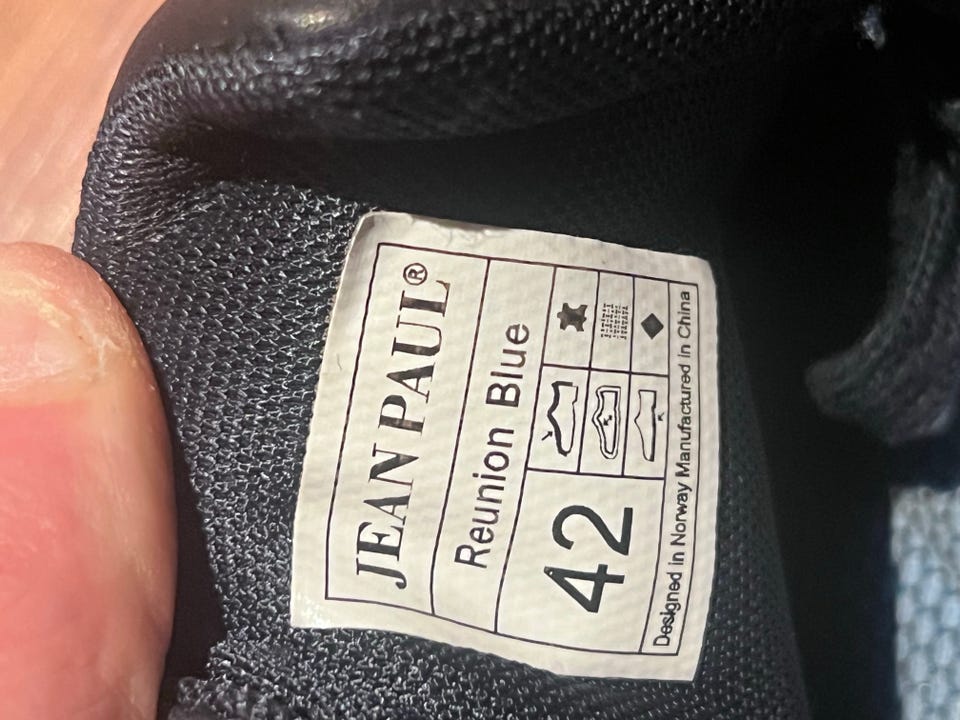 JEAN PAUL®
Reunion Blue
42
Designed in Norway Manufactured in China